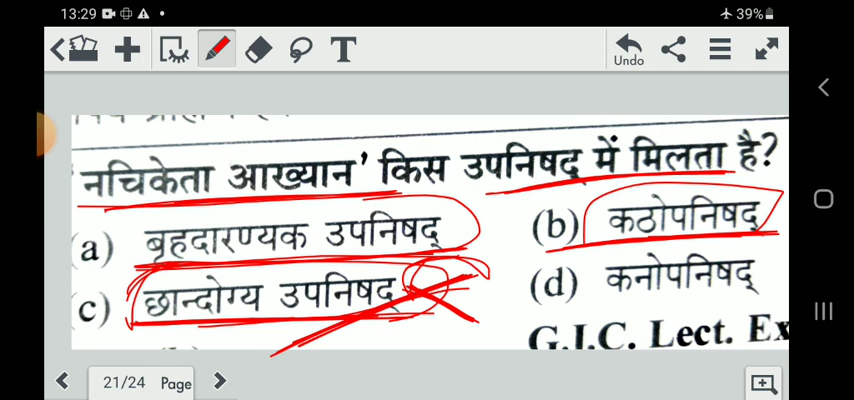 13:29
39%
Undo
'नचिकेता आख्यान' किस उपनिषद् में मिलता है?
a) बृहदारण्यक उपनिषद्
(b) कठोपनिषद्
c) छान्दोग्य उपनिषद्
(d) कनोपनिषद्
G.I.C. Lect. Ex
21/24 Page